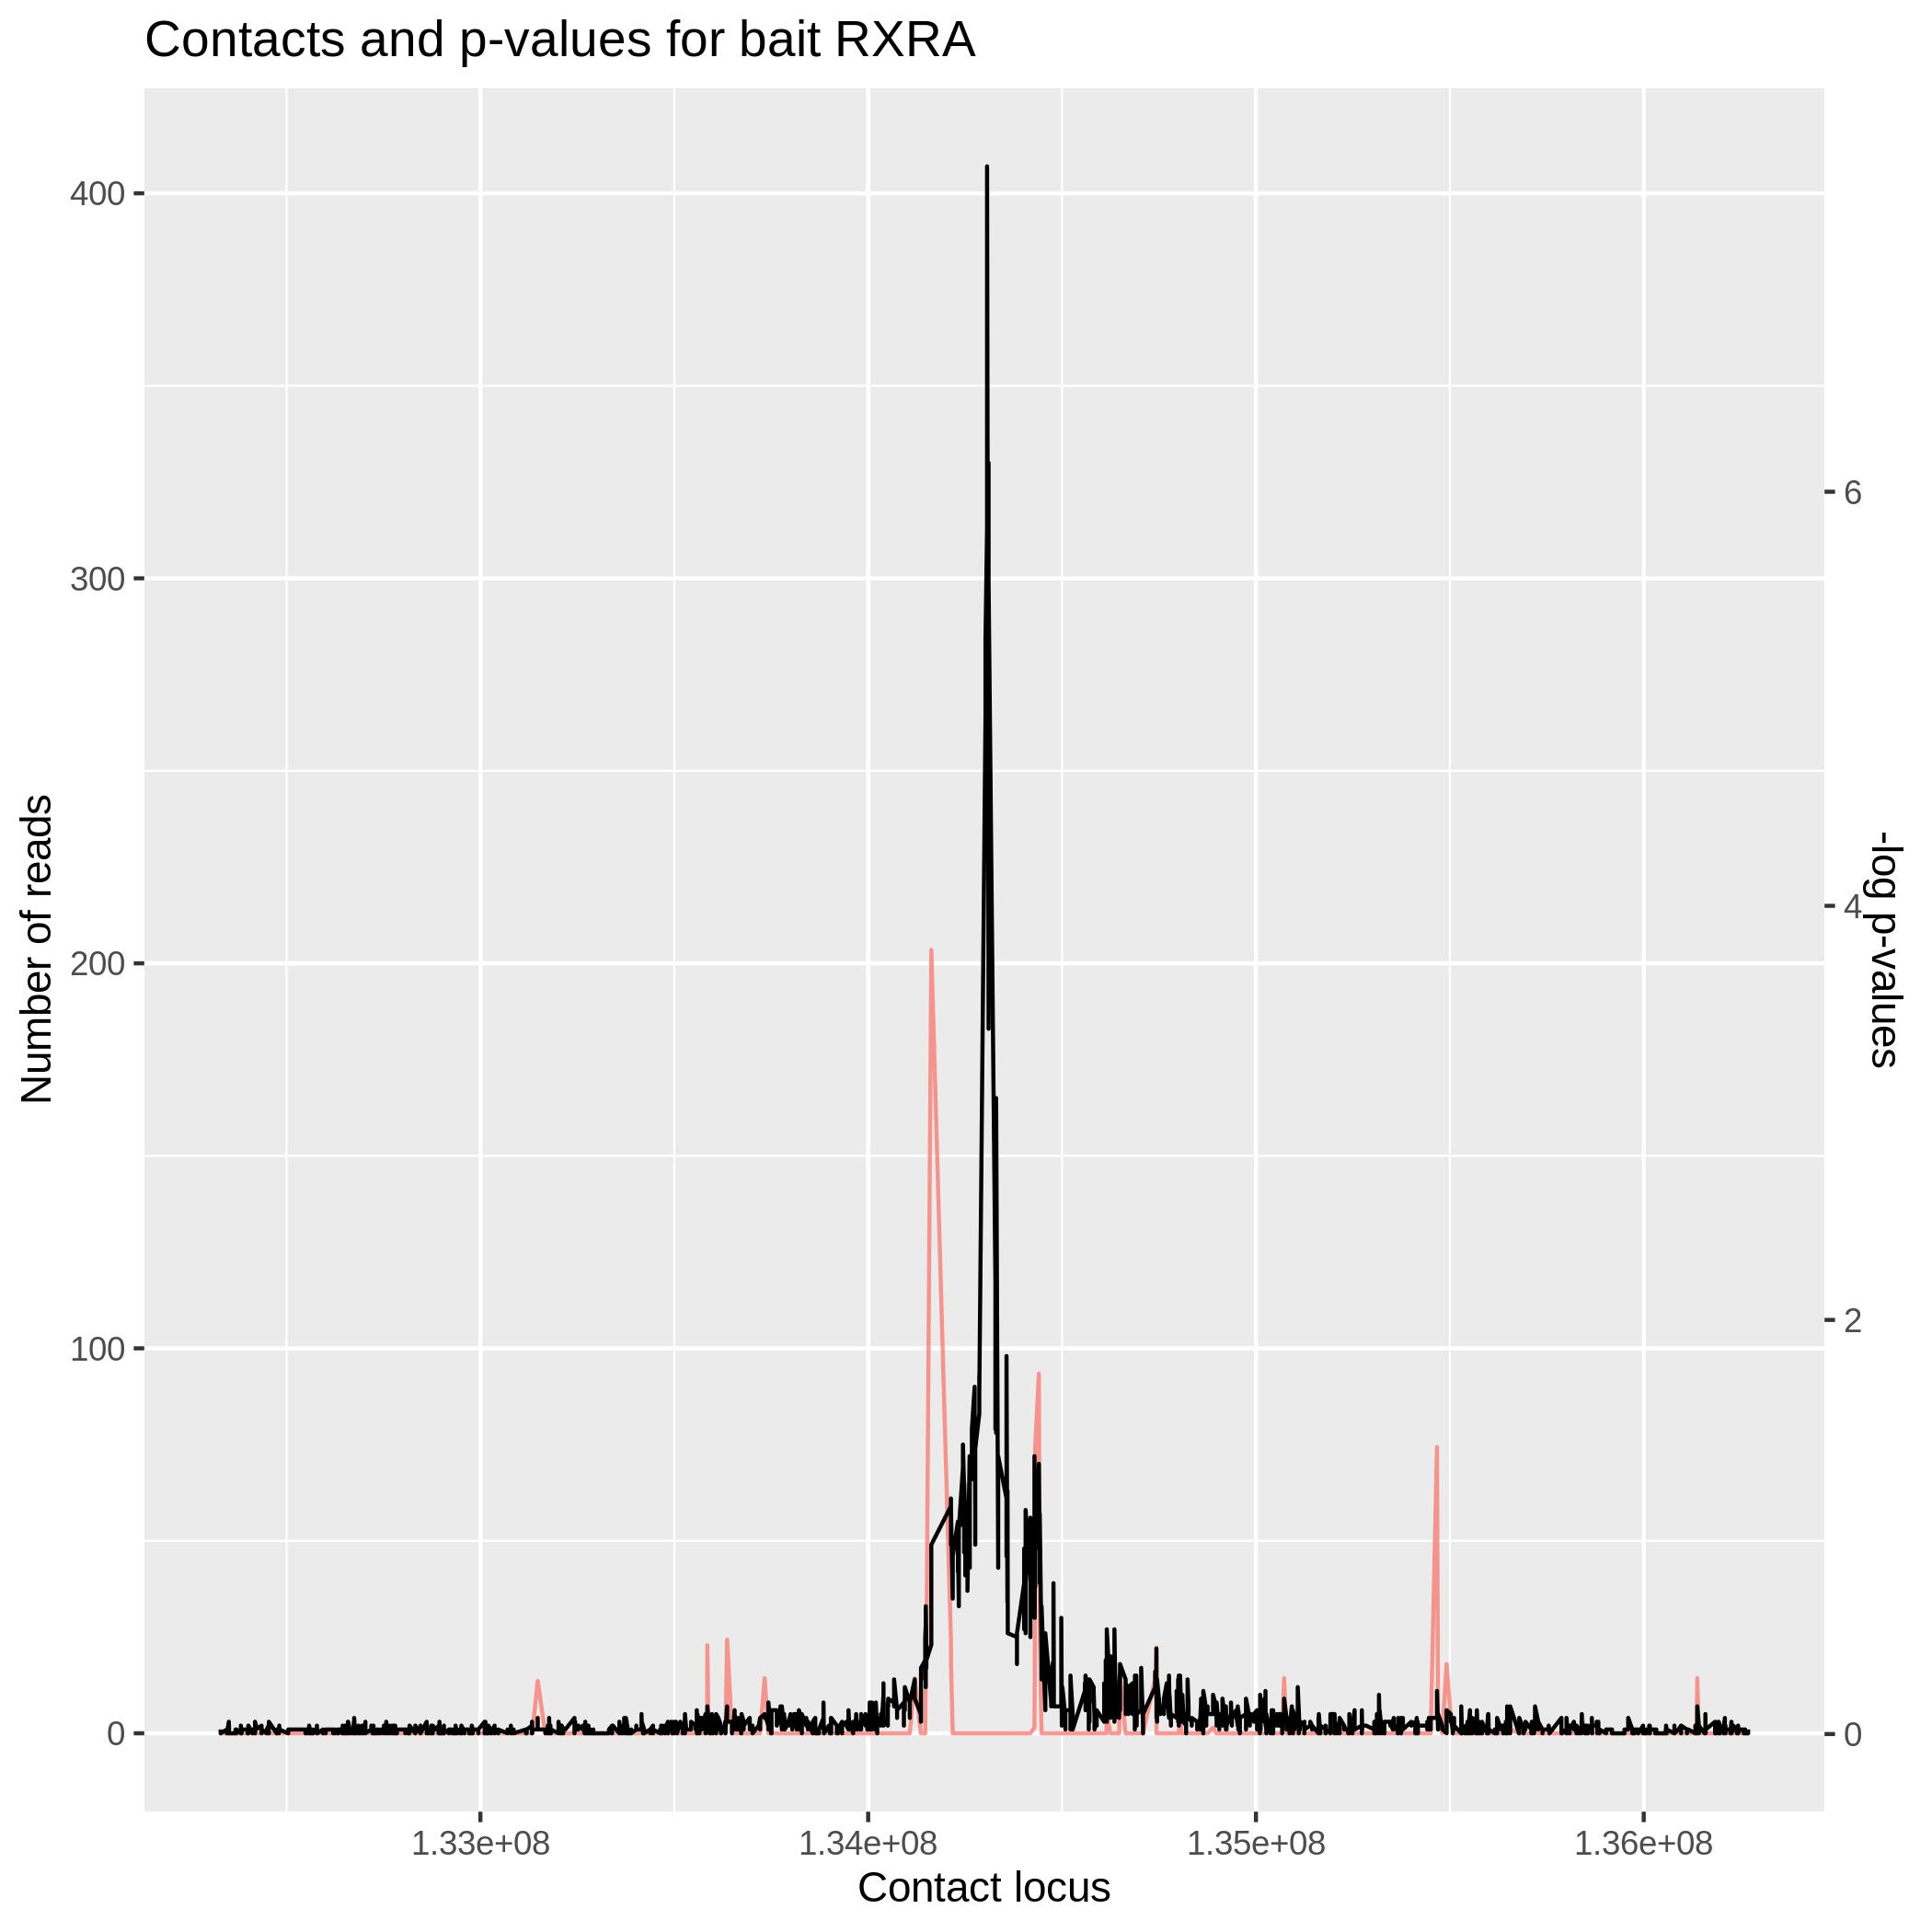 Contacts and p-values for bait RXRA
400
300
200
100
0
Number of reads
6
4
2
0
-log p-values
1.33e+08
1.34e+08
1.35e+08
1.36e+08
Contact locus